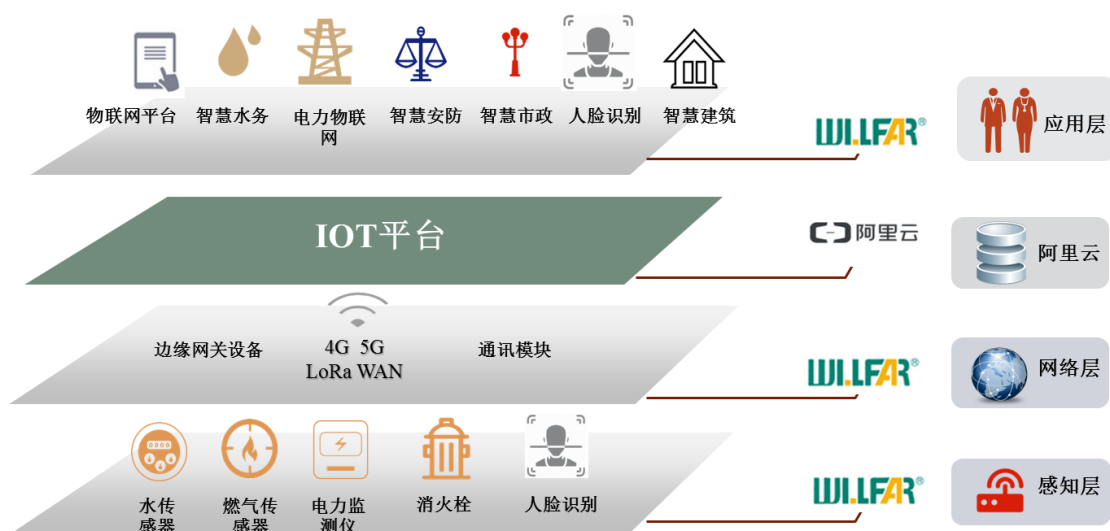 物联网平台
智慧水务
电力物联
网
智慧安防
智慧市政
人脸识别
智慧建筑
WILLFAR®
应用层
IOT平台
阿里云
阿里云
边缘网关设备
4G 5G
LoRa WAN
通讯模块
WILLFAR®
网络层
水传
感器
燃气传
感器
电力监
测仪
消火栓
人脸识别
WILLFAR®
感知层